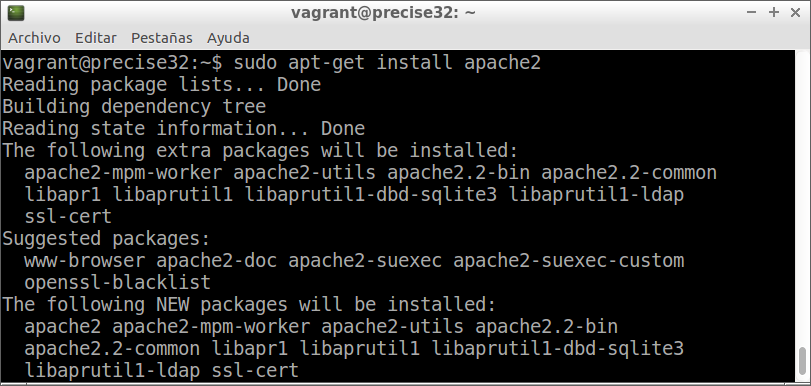 vagrant@precise32: ~
Archivo Editar Pestañas Ayuda
vagrant@precise32:~$ sudo apt-get install apache2
Reading package lists... Done
Building dependency tree
Reading state information... Done
The following extra packages will be installed:
  apache2-mpm-worker apache2-utils apache2.2-bin apache2.2-common
  libapr1 libaprutil1 libaprutil1-dbd-sqlite3 libaprutil1-ldap
  ssl-cert
Suggested packages:
  www-browser apache2-doc apache2-suexec apache2-suexec-custom
  openssl-blacklist
The following NEW packages will be installed:
  apache2 apache2-mpm-worker apache2-utils apache2.2-bin
  apache2.2-common libapr1 libaprutil1 libaprutil1-dbd-sqlite3
  libaprutil1-ldap ssl-cert